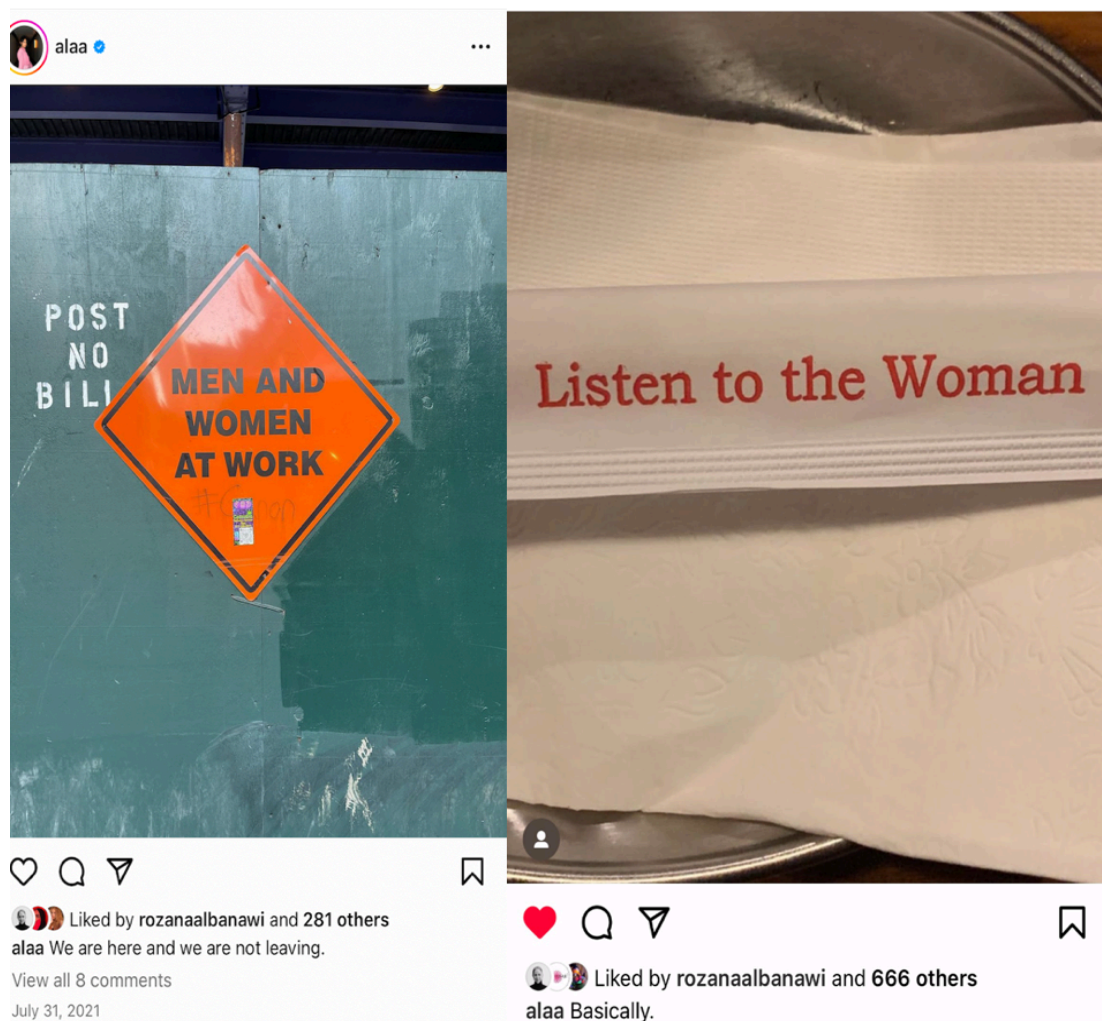 alaa
POST
NO
BILL
MEN AND
WOMEN
AT WORK
Liked by rozanaalbanawi and 281 others
alaa We are here and we are not leaving.
View all 8 comments
July 31, 2021
Listen to the Woman
Liked by rozanaalbanawi and 666 others
alaa Basically.